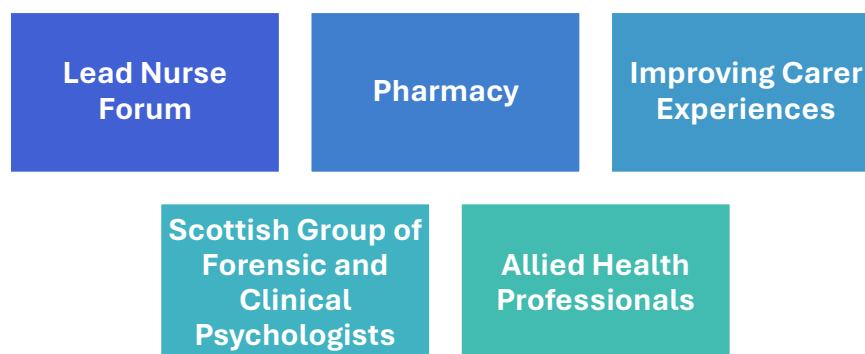 Lead Nurse
Forum
Pharmacy
Improving Carer
Experiences
Scottish Group of
Forensic and
Clinical
Psychologists
Allied Health
Professionals